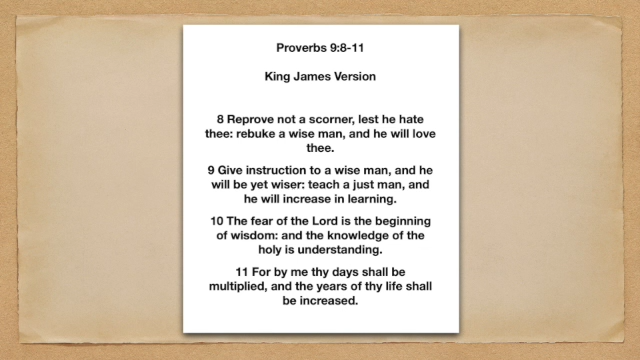 Proverbs 9:8-11
King James Version
8 Reprove not a scorner, lest he hate
thee: rebuke a wise man, and he will love
thee.
9 Give instruction to a wise man, and he
will be yet wiser: teach a just man, and
he will increase in learning.
10 The fear of the Lord is the beginning
of wisdom: and the knowledge of the
holy is understanding.
11 For by me thy days shall be
multiplied, and the years of thy life shall
be increased.